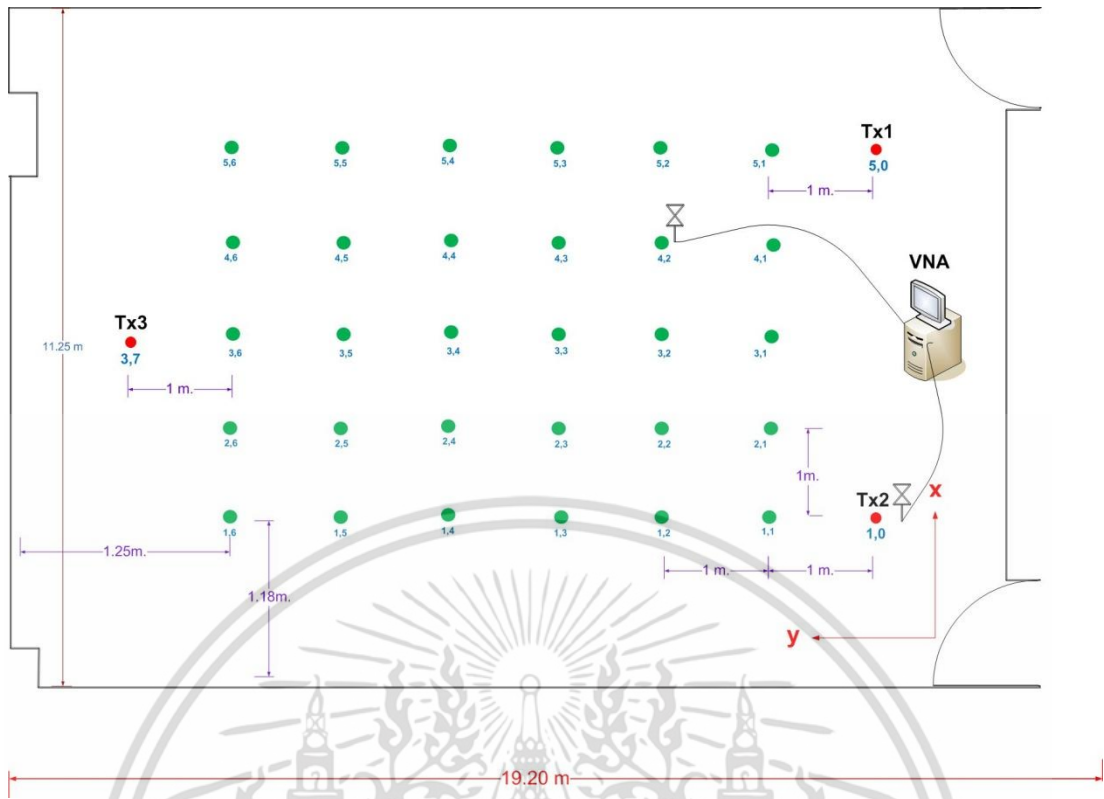 Tx1
5,6 5,5 5,4 5,3 5,2 5,1 5,0
1 m.
4,6 4,5 4,4 4,3 4,2 4,1
VNA
Tx3
11.25 m
3,7 3,6 3,5 3,4 3,3 3,2 3,1
1 m.
2,6 2,5 2,4 2,3 2,2 2,1
1m.
x
Tx2
1,6 1,5 1,4 1,3 1,2 1,1 1,0
1.25m.
1 m. 1 m.
1.18m.
y
19.20 m